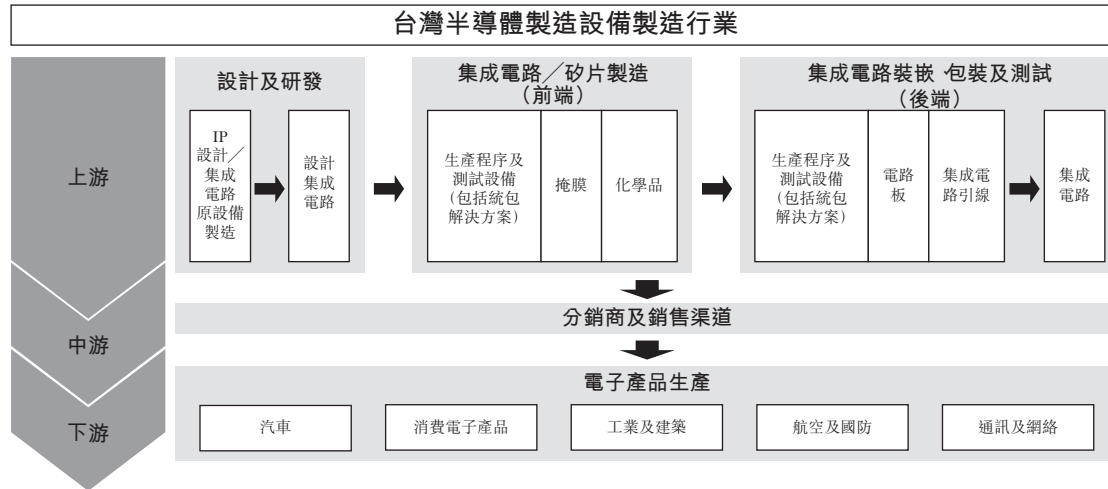 台灣半導體製造設備製造行業
上游
中游
下游
設計及研發
IP
設計／
集成
電路
原設備
製造
設計
集成
電路
集成電路／矽片製造
（前端）
生產程序及
測試設備
(包括統包
解決方案)
掩膜
化學品
集成電路裝嵌、包裝及測試
（後端）
生產程序及
測試設備
(包括統包
解決方案)
電路
板
集成電
路引線
集成
電路
分銷商及銷售渠道
電子產品生產
汽車
消費電子產品
工業及建築
航空及國防
通訊及網絡